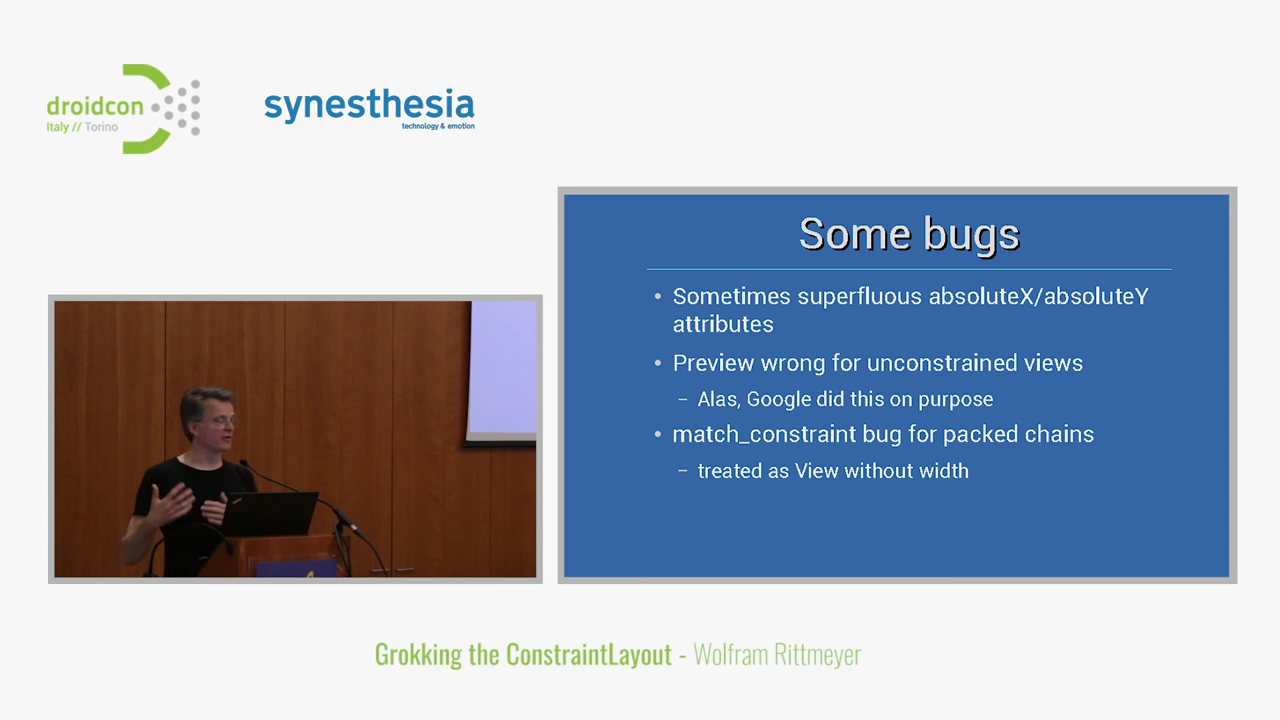 droidcon
Italy // Torino
synesthesia
technology & emotion
Some bugs
• Sometimes superfluous absoluteX/absoluteY
attributes
• Preview wrong for unconstrained views
– Alas, Google did this on purpose
• match_constraint bug for packed chains
– treated as View without width
Grokking the ConstraintLayout - Wolfram Rittmeyer